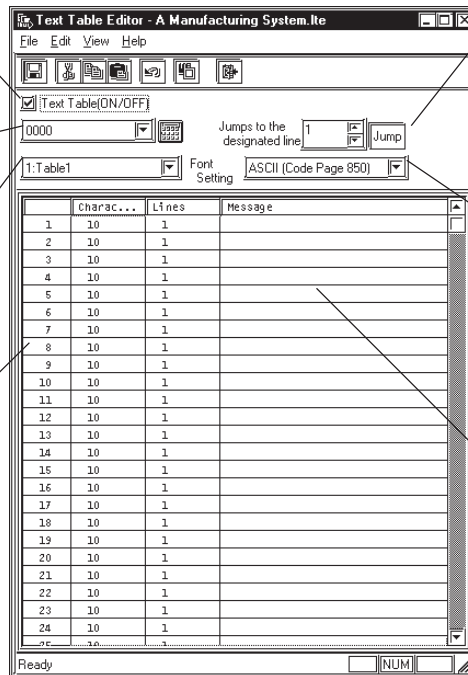 Text Table Editor - A Manufacturing System.lte
File Edit View Help
Text Table(ON/OFF)
0000
Jumps to the designated line 1 Jump
1:Table1
Font Setting ASCII (Code Page 850)
Charac... Lines Message
1 10 1
2 10 1
3 10 1
4 10 1
5 10 1
6 10 1
7 10 1
8 10 1
9 10 1
10 10 1
11 10 1
12 10 1
13 10 1
14 10 1
15 10 1
16 10 1
17 10 1
18 10 1
19 10 1
20 10 1
21 10 1
22 10 1
23 10 1
24 10 1
25 10 1
Ready NUM